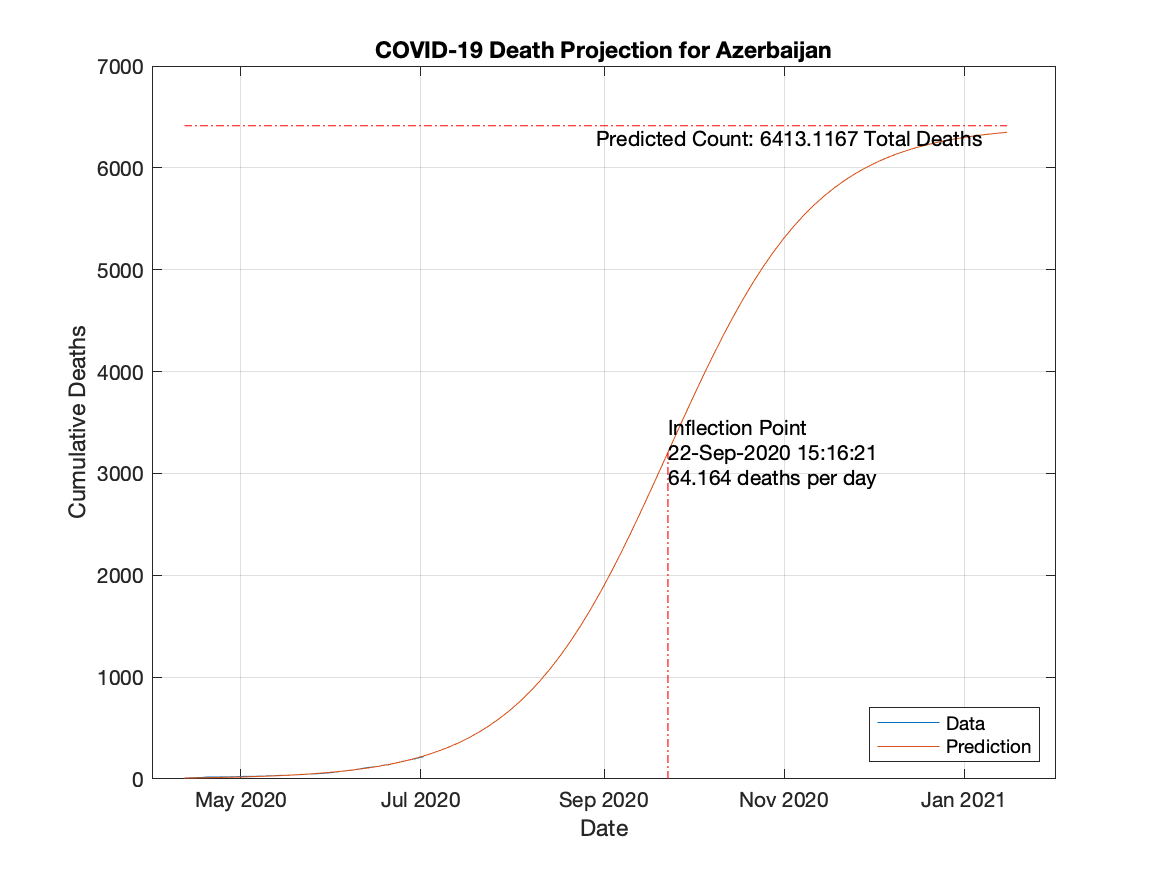 COVID-19 Death Projection for Azerbaijan
7000
Predicted Count: 6413.1167 Total Deaths
6000
5000
4000
Inflection Point
22-Sep-2020 15:16:21
64.164 deaths per day
3000
2000
1000
0
Cumulative Deaths
Data
Prediction
May 2020
Jul 2020
Sep 2020
Nov 2020
Jan 2021
Date